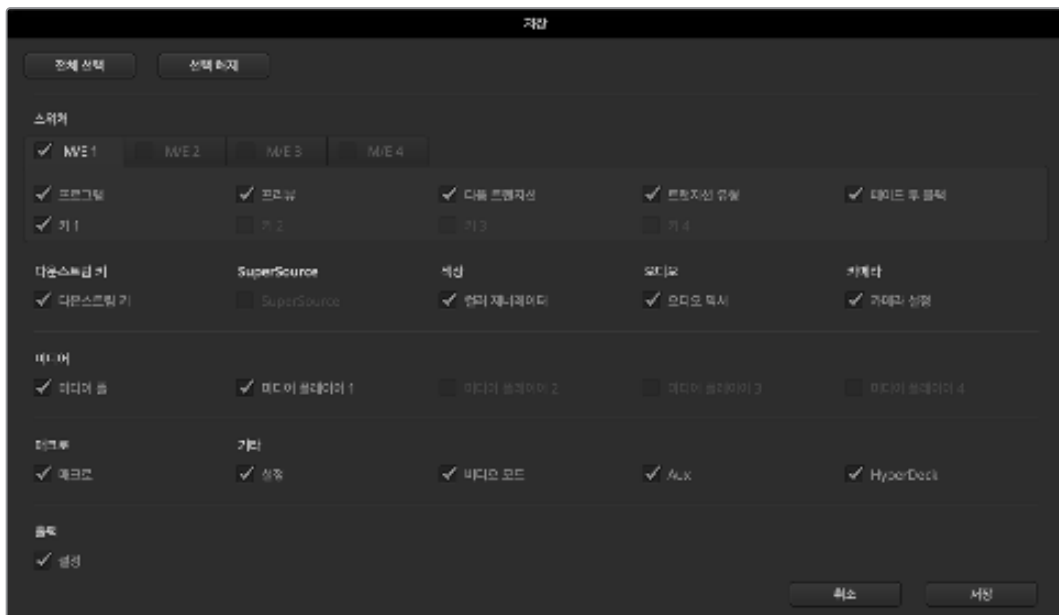 저장
전체 선택 선택 해제
스위처
M/E 1 M/E 2 M/E 3 M/E 4
프로그램 프리뷰 다음 트랜지션 트랜지션 유형 페이드 투 블랙
키 1 키 2 키 3 키 4
다운스트림 키 SuperSource 색상 오디오 카메라
다운스트림 키 SuperSource 컬러 제너레이터 오디오 믹서 카메라 설정
미디어
미디어 풀 미디어 플레이어 1 미디어 플레이어 2 미디어 플레이어 3 미디어 플레이어 4
매크로 기타
매크로 설정 비디오 모드 Aux HyperDeck
출력
설정
취소 저장